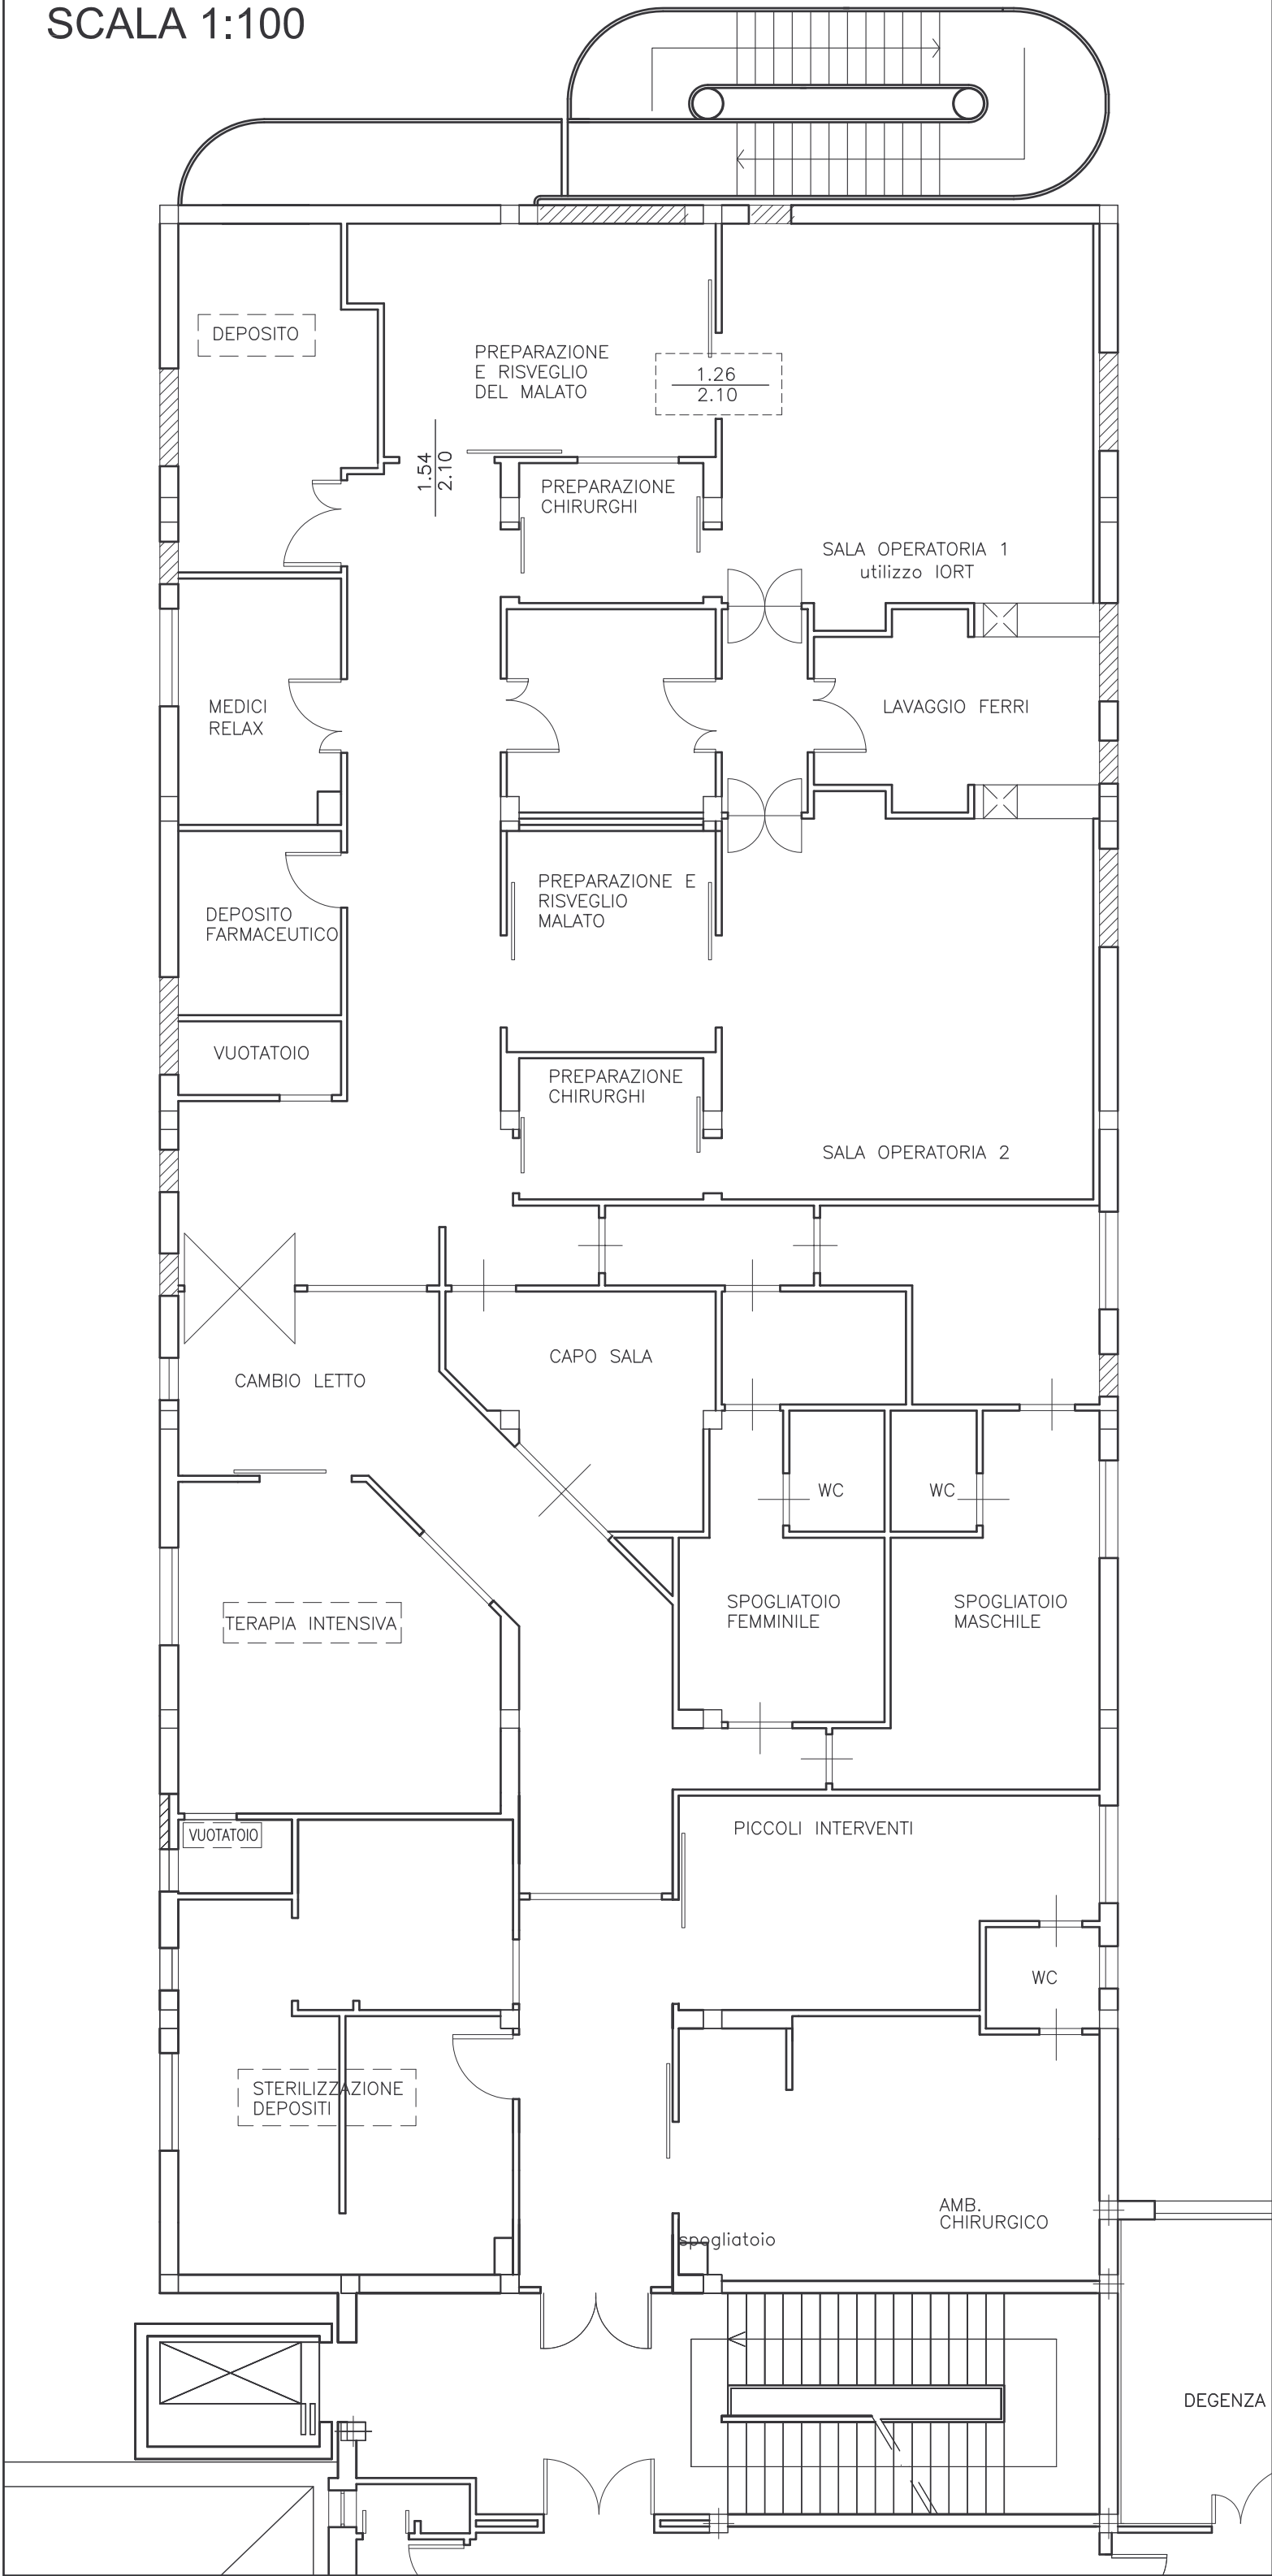 SCALA 1:100
DEPOSITO
PREPARAZIONE
E RISVEGLIO
DEL MALATO
1.26
2.10
1.54
2.10
PREPARAZIONE
CHIRURGHI
SALA OPERATORIA 1
utilizzo IORT
MEDICI
RELAX
LAVAGGIO FERRI
PREPARAZIONE E
RISVEGLIO
MALATO
DEPOSITO
FARMACEUTICO
VUOTATOIO
PREPARAZIONE
CHIRURGHI
SALA OPERATORIA 2
CAPO SALA
CAMBIO LETTO
WC
WC
TERAPIA INTENSIVA
SPOGLIATOIO
FEMMINILE
SPOGLIATOIO
MASCHILE
VUOTATOIO
PICCOLI INTERVENTI
WC
STERILIZZAZIONE
DEPOSITI
AMB.
CHIRURGICO
spogliatoio
DEGENZA